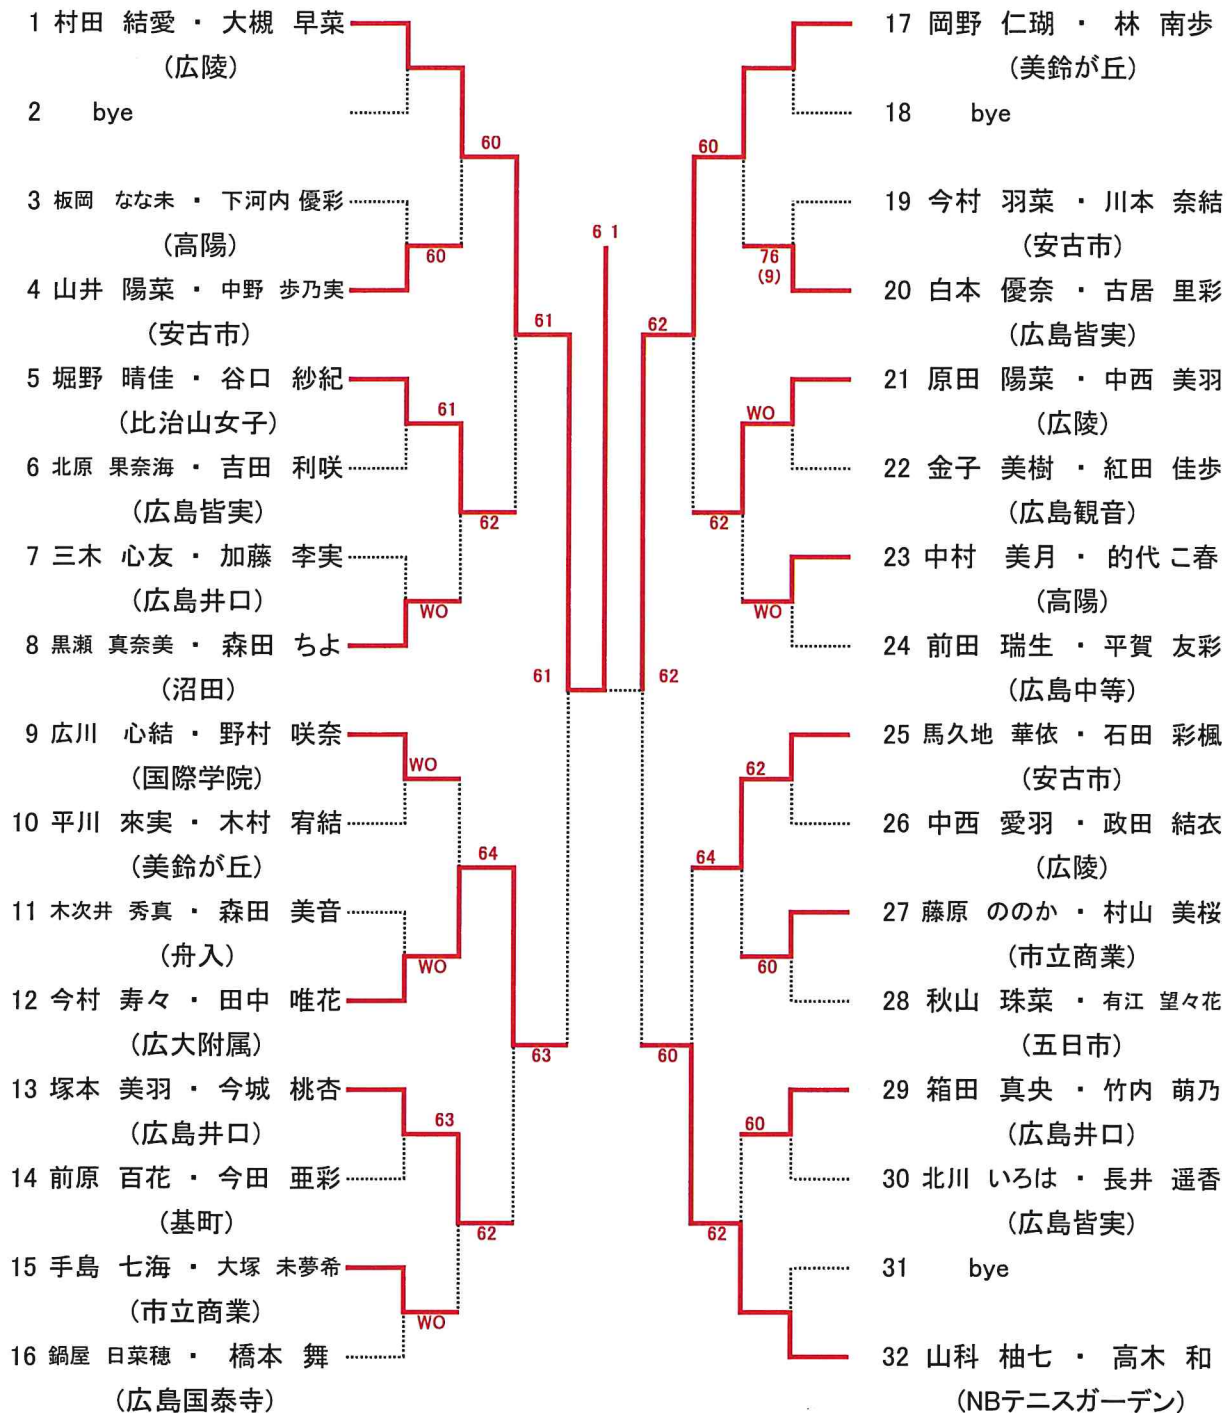 1 村田 結愛 ・ 大槻 早菜
(広陵)
2 bye
60
3 板岡 なな未 ・ 下河内 優彩
(高陽)
60
4 山井 陽菜 ・ 中野 歩乃実
(安古市)
61
5 堀野 晴佳 ・ 谷口 紗紀
(比治山女子)
61
6 北原 果奈海 ・ 吉田 利咲
(広島皆実)
62
7 三木 心友 ・ 加藤 李実
(広島井口)
WO
8 黒瀬 真奈美 ・ 森田 ちよ
(沼田)
61
9 広川 心結 ・ 野村 咲奈
(国際学院)
WO
10 平川 來実 ・ 木村 宥結
(美鈴が丘)
64
11 木次井 秀真 ・ 森田 美音
(舟入)
WO
12 今村 寿々 ・ 田中 唯花
(広大附属)
63
13 塚本 美羽 ・ 今城 桃杏
(広島井口)
63
14 前原 百花 ・ 今田 亜彩
(基町)
62
15 手島 七海 ・ 大塚 未夢希
(市立商業)
WO
16 鍋屋 日菜穂 ・ 橋本 舞
(広島国泰寺)
6 1
17 岡野 仁瑚 ・ 林 南歩
(美鈴が丘)
18 bye
60
19 今村 羽菜 ・ 川本 奈結
(安古市)
76
(9)
20 白本 優奈 ・ 古居 里彩
(広島皆実)
62
21 原田 陽菜 ・ 中西 美羽
(広陵)
WO
22 金子 美樹 ・ 紅田 佳歩
(広島観音)
62
23 中村 美月 ・ 的代 こ春
(高陽)
WO
24 前田 瑞生 ・ 平賀 友彩
(広島中等)
62
25 馬久地 華依 ・ 石田 彩楓
(安古市)
62
26 中西 愛羽 ・ 政田 結衣
(広陵)
64
27 藤原 ののか ・ 村山 美桜
(市立商業)
60
28 秋山 珠菜 ・ 有江 望々花
(五日市)
60
29 箱田 真央 ・ 竹内 萌乃
(広島井口)
60
30 北川 いろは ・ 長井 遥香
(広島皆実)
62
31 bye
32 山科 柚七 ・ 高木 和
(NBテニスガーデン)